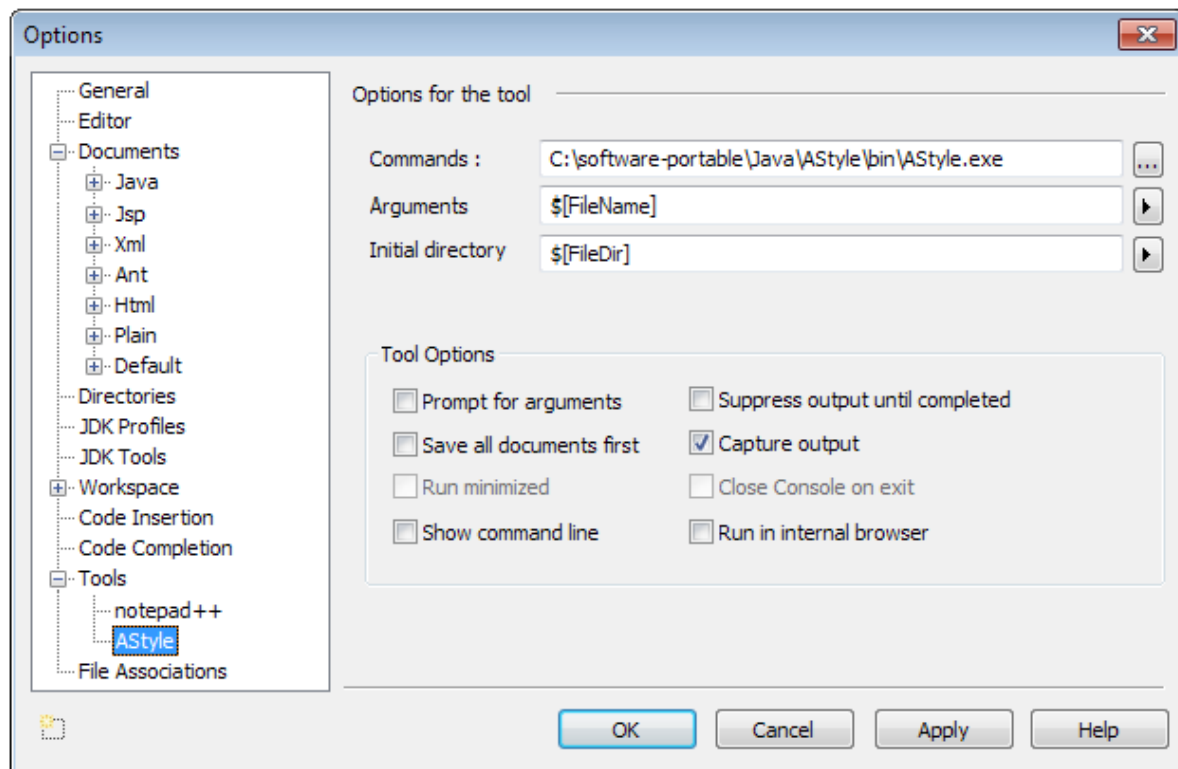 Options
General
Editor
Documents
Java
Jsp
Xml
Ant
Html
Plain
Default
Directories
JDK Profiles
JDK Tools
Workspace
Code Insertion
Code Completion
Tools
notepad++
AStyle
File Associations
Options for the tool
Commands : C:\software-portable\Java\AStyle\bin\AStyle.exe ...
Arguments $[FileName]
Initial directory $[FileDir]
Tool Options
Prompt for arguments Suppress output until completed
Save all documents first Capture output
Run minimized Close Console on exit
Show command line Run in internal browser
OK Cancel Apply Help